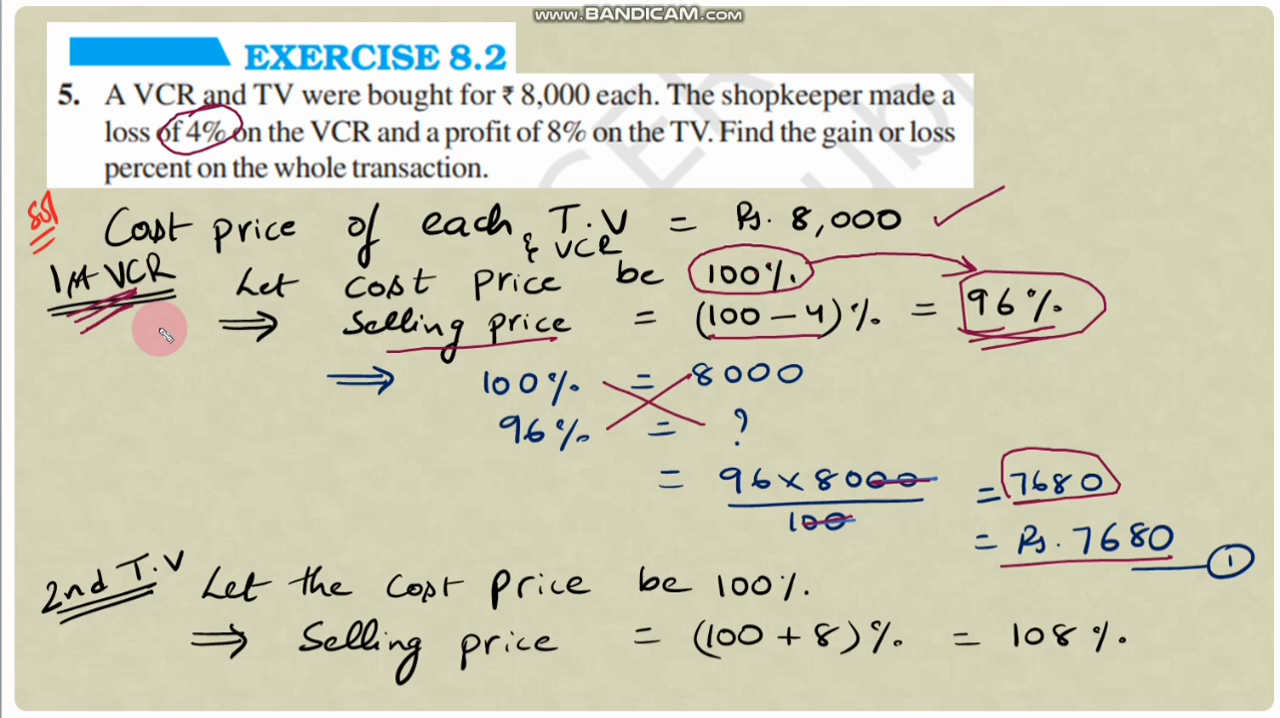 www.BANDICAM.com
EXERCISE 8.2
5. A VCR and TV were bought for ₹ 8,000 each. The shopkeeper made a
loss of 4% on the VCR and a profit of 8% on the TV. Find the gain or loss
percent on the whole transaction.
Sol
Cost price of each T.V = Rs. 8,000
& VCR
1st VCR Let cost price be 100%.
⇒ Selling price = (100 - 4)% = 96%.
⇒ 100% = 8000
96% = ?
= 96 × 8000 = 7680
100
= Rs. 7680 ①
2nd T.V Let the cost price be 100%.
⇒ Selling price = (100 + 8)% = 108%.